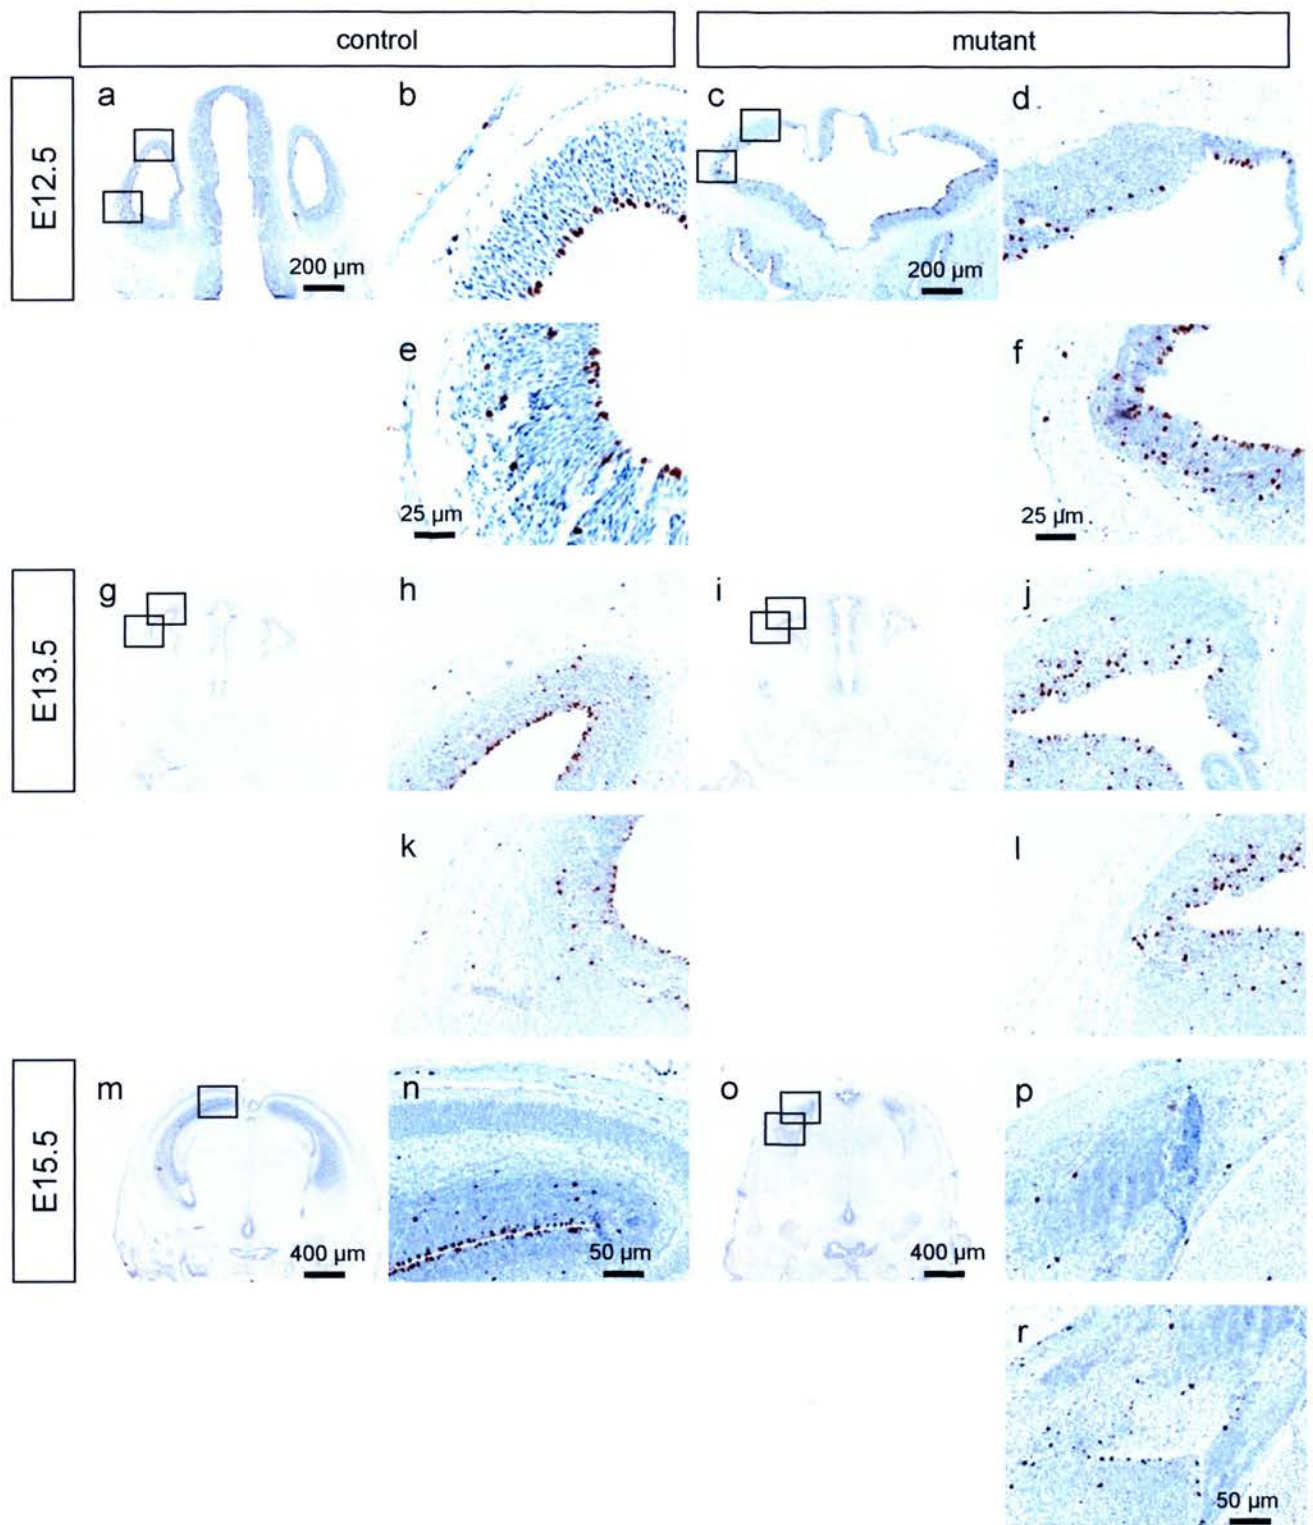 control mutant
E12.5
a b c d
200 µm 200 µm
e f
25 µm 25 µm
E13.5
g h i j
k l
E15.5
m n o p
400 µm 50 µm 400 µm
r
50 µm